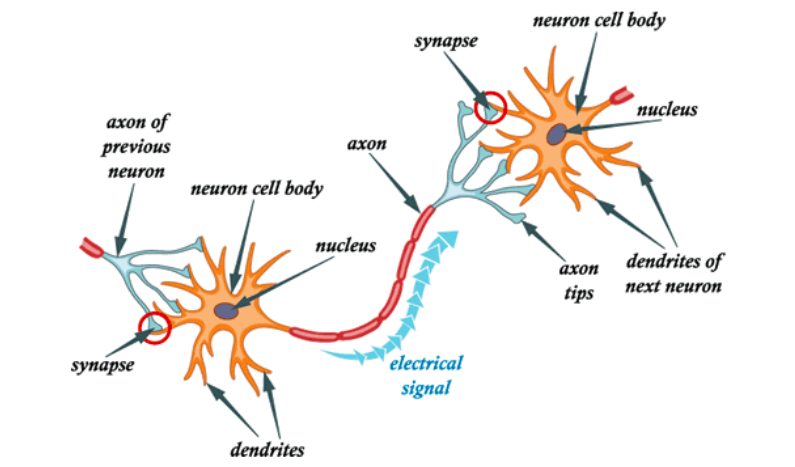 neuron cell body
synapse
nucleus
axon of
previous
neuron
axon
neuron cell body
nucleus
axon
tips
dendrites of
next neuron
synapse
electrical
signal
dendrites